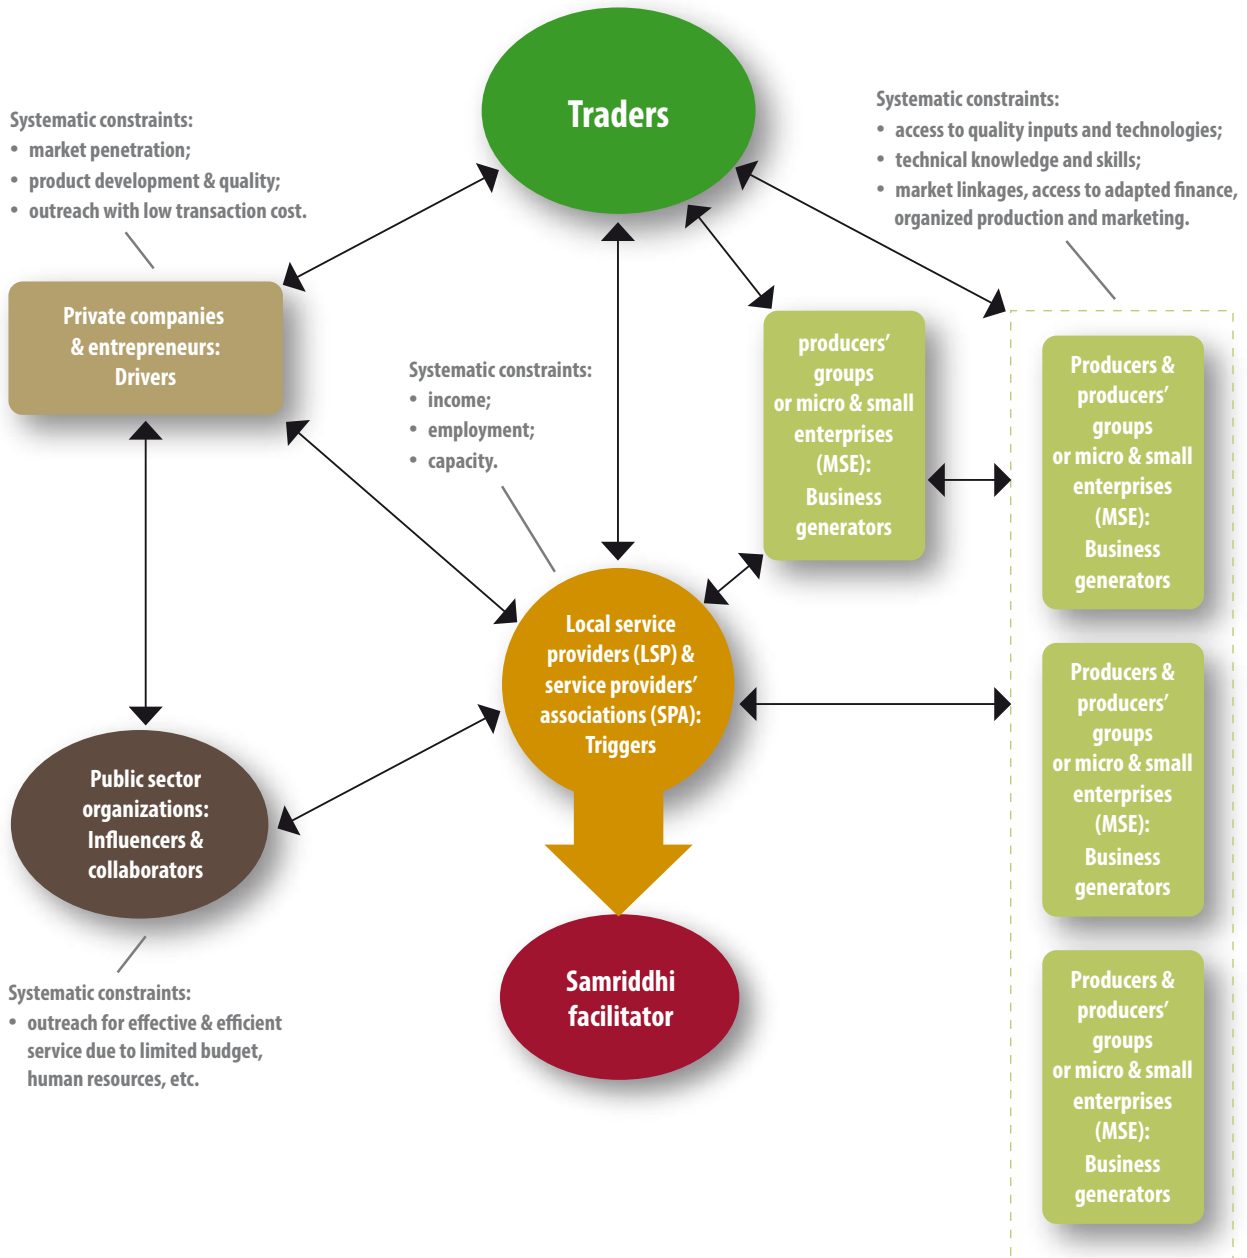 Traders
Systematic constraints:
• market penetration;
• product development & quality;
• outreach with low transaction cost.
Systematic constraints:
• access to quality inputs and technologies;
• technical knowledge and skills;
• market linkages, access to adapted finance,
organized production and marketing.
Private companies
& entrepreneurs:
Drivers
Systematic constraints:
• income;
• employment;
• capacity.
producers’
groups
or micro & small
enterprises
(MSE):
Business
generators
Producers &
producers’
groups
or micro & small
enterprises
(MSE):
Business
generators
Local service
providers (LSP) &
service providers’
associations (SPA):
Triggers
Producers &
producers’
groups
or micro & small
enterprises
(MSE):
Business
generators
Public sector
organizations:
Influencers &
collaborators
Samriddhi
facilitator
Producers &
producers’
groups
or micro & small
enterprises
(MSE):
Business
generators
Systematic constraints:
• outreach for effective & efficient
service due to limited budget,
human resources, etc.